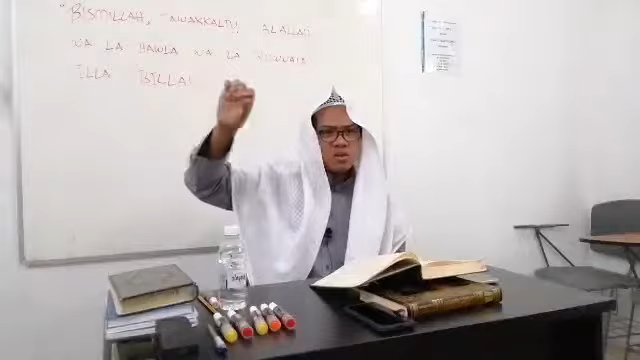 "BISMILLAH, TAWAKKALTU ALALLAH
WA LA HAWLA WA LA QUWWATA
ILLA BILLAH